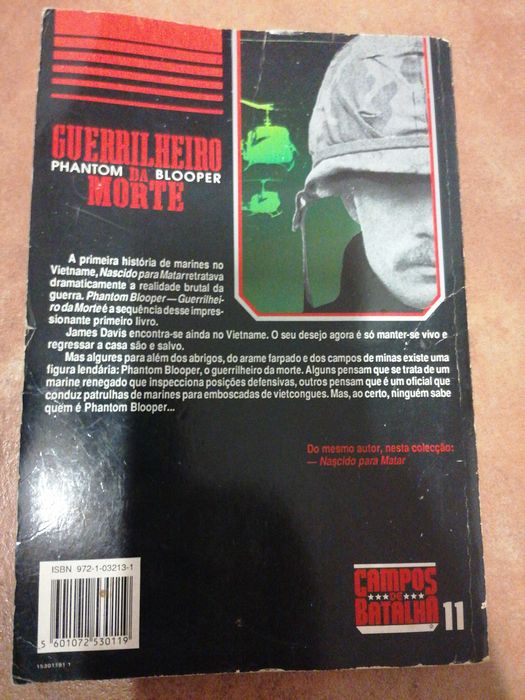 GUERRILHEIRO
PHANTOM DA BLOOPER
MORTE
A primeira história de marines no
Vietname, Nascido para Matar retratava
dramaticamente a realidade brutal da
guerra. Phantom Blooper — Guerrilhei-
ro da Morte é a sequência desse impres-
sionante primeiro livro.
James Davis encontra-se ainda no Vietname. O seu desejo agora é só manter-se vivo e
regressar a casa são e salvo.
Mas algures para além dos abrigos, do arame farpado e dos campos de minas existe uma
figura lendária: Phantom Blooper, o guerrilheiro da morte. Alguns pensam que se trata de um
marine renegado que inspecciona posições defensivas, outros pensam que é um oficial que
conduz patrulhas de marines para emboscadas de vietcongues. Mas, ao certo, ninguém sabe
quem é Phantom Blooper...
Do mesmo autor, nesta colecção:
— Nascido para Matar
ISBN 972-1-03213-1
5 601072 530119
15301191 1
CAMPOS
DE
BATALHA
®
11